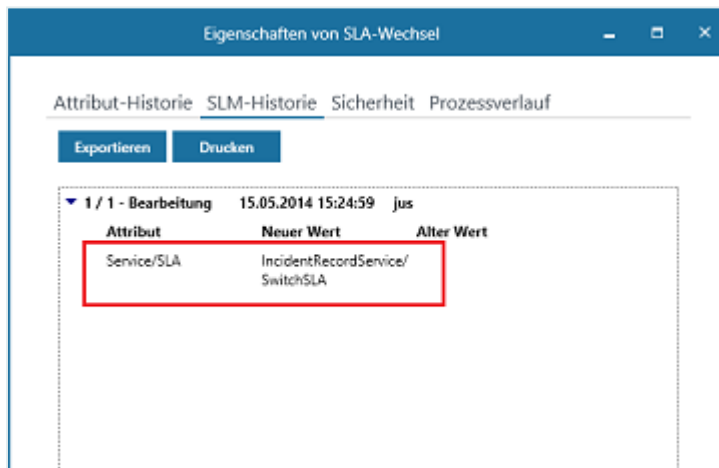 Eigenschaften von SLA-Wechsel
Attribut-Historie SLM-Historie Sicherheit Prozessverlauf
Exportieren Drucken
1 / 1 - Bearbeitung 15.05.2014 15:24:59 jus
Attribut Neuer Wert Alter Wert
Service/SLA IncidentRecordService/
SwitchSLA